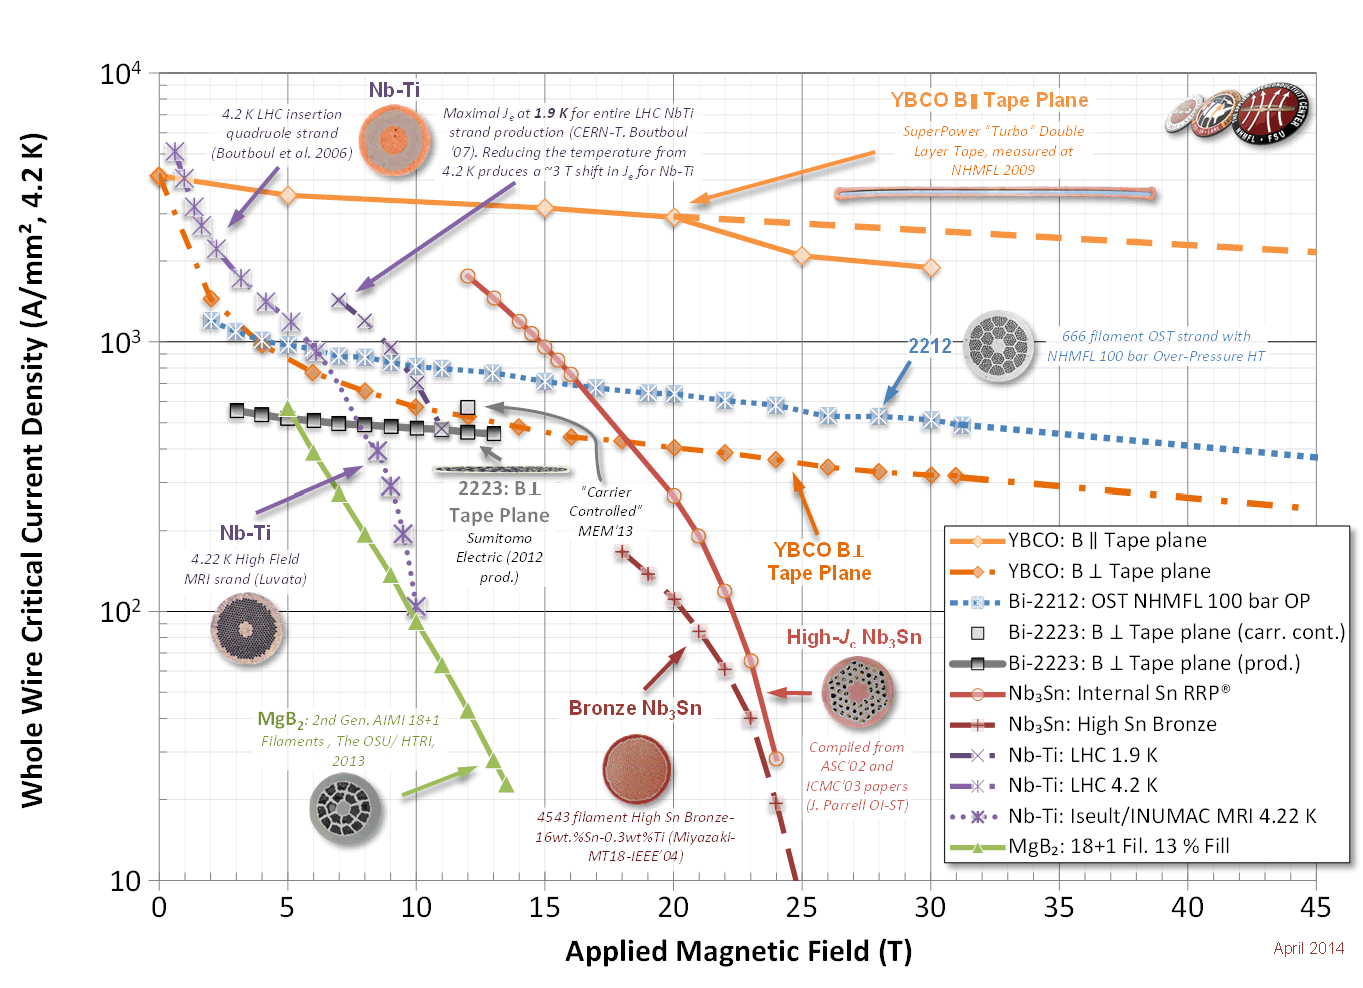 Whole Wire Critical Current Density (A/mm², 4.2 K)
10⁴
10³
10²
10
0
5
10
15
20
25
30
35
40
45
Applied Magnetic Field (T)
April 2014
Nb-Ti
4.2 K LHC insertion
quadruole strand
(Boutboul et al. 2006)
Maximal Jₑ at 1.9 K for entire LHC NbTi
strand production (CERN-T. Boutboul
'07). Reducing the temperature from
4.2 K prduces a ~3 T shift in Jₑ for Nb-Ti
YBCO B∥ Tape Plane
SuperPower "Turbo" Double
Layer Tape, measured at
NHMFL 2009
2212
666 filament OST strand with
NHMFL 100 bar Over-Pressure HT
2223: B⊥
Tape Plane
Sumitomo
Electric (2012
prod.)
"Carrier
Controlled"
MEM'13
Nb-Ti
4.22 K High Field
MRI srand (Luvata)
YBCO B⊥
Tape Plane
High-J꜀ Nb₃Sn
Compiled from
ASC'02 and
ICMC'03 papers
(J. Parrell OI-ST)
Bronze Nb₃Sn
4543 filament High Sn Bronze-
16wt.%Sn-0.3wt%Ti (Miyazaki-
MT18-IEEE'04)
MgB₂: 2nd Gen. AIMI 18+1
Filaments , The OSU/ HTRI,
2013
YBCO: B ∥ Tape plane
YBCO: B ⊥ Tape plane
Bi-2212: OST NHMFL 100 bar OP
Bi-2223: B ⊥ Tape plane (carr. cont.)
Bi-2223: B ⊥ Tape plane (prod.)
Nb₃Sn: Internal Sn RRP®
Nb₃Sn: High Sn Bronze
Nb-Ti: LHC 1.9 K
Nb-Ti: LHC 4.2 K
Nb-Ti: Iseult/INUMAC MRI 4.22 K
MgB₂: 18+1 Fil. 13 % Fill